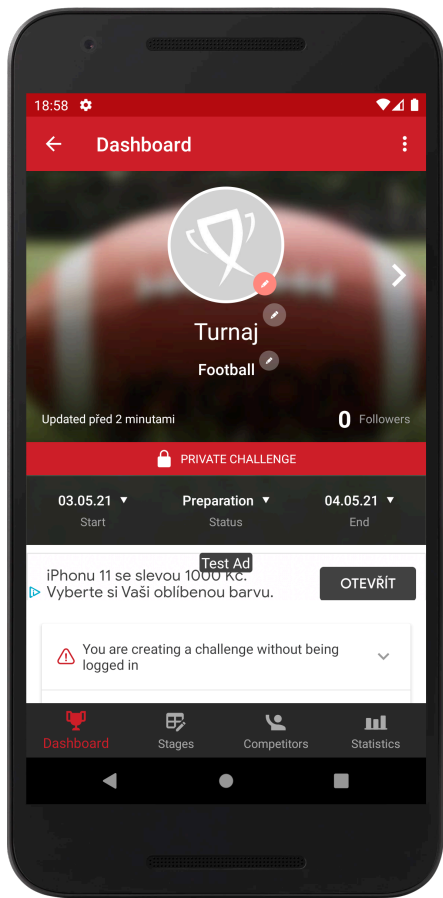 18:58
Dashboard
Turnaj
Football
Updated před 2 minutami
0 Followers
PRIVATE CHALLENGE
03.05.21 Preparation 04.05.21
Start Status End
Test Ad
iPhonu 11 se slevou 1000 Kč.
Vyberte si Vaši oblíbenou barvu.
OTEVŘÍT
You are creating a challenge without being
logged in
Dashboard Stages Competitors Statistics